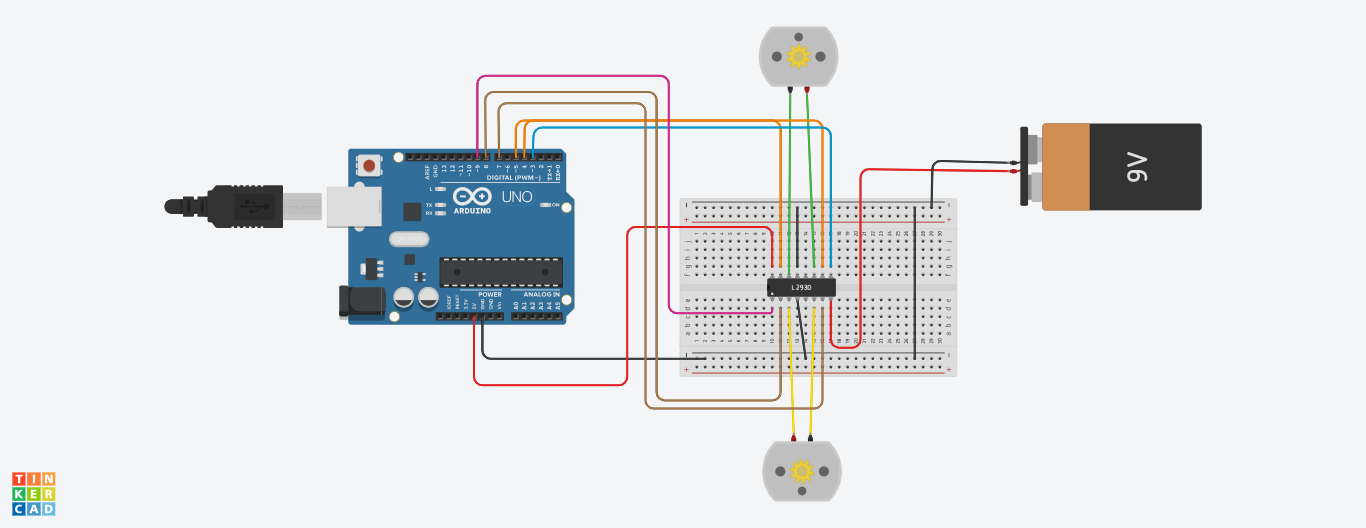 AREF
GND
13
12
~11
~10
~9
8
7
~6
~5
4
~3
2
TX→1
RX←0
DIGITAL (PWM~)
L
TX
RX
ARDUINO
UNO
ON
POWER
ANALOG IN
IOREF
RESET
3.3V
5V
GND
GND
Vin
A0
A1
A2
A3
A4
A5
L293D
9V
TIN
KER
CAD